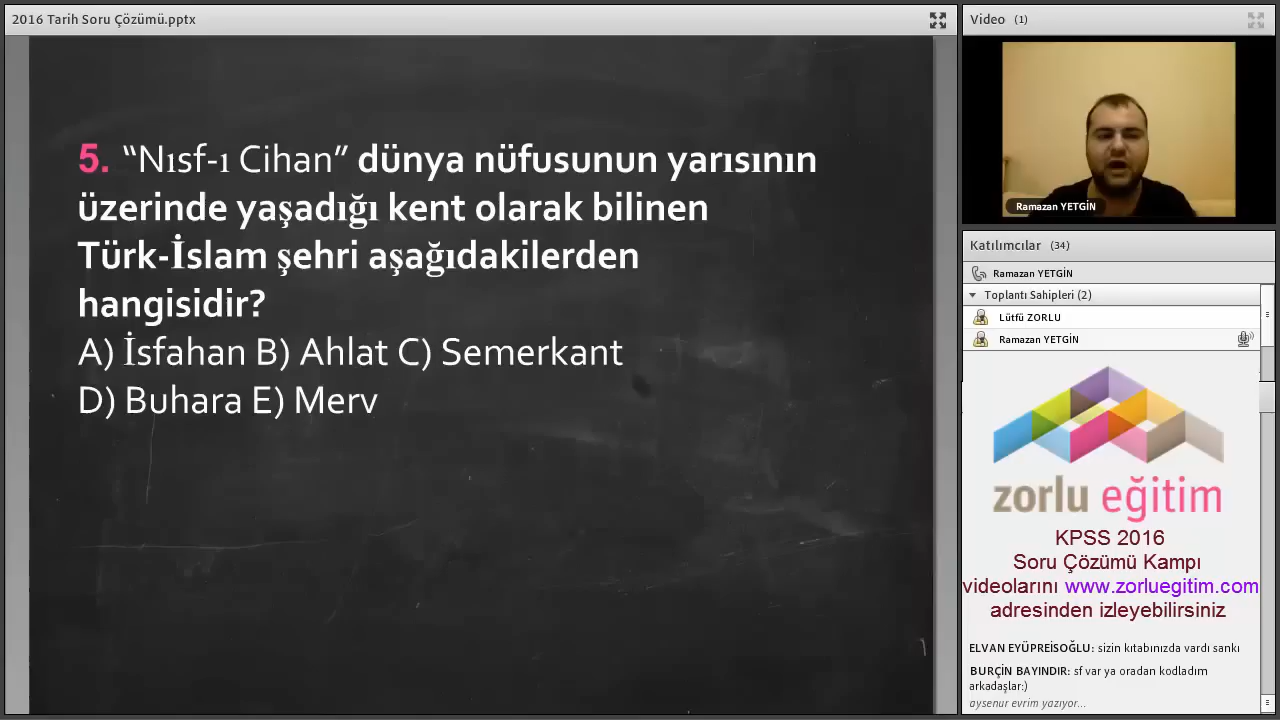 2016 Tarih Soru Çözümü.pptx
5. “Nısf-ı Cihan” dünya nüfusunun yarısının
üzerinde yaşadığı kent olarak bilinen
Türk-İslam şehri aşağıdakilerden
hangisidir?
A) İsfahan B) Ahlat C) Semerkant
D) Buhara E) Merv
Video (1)
Ramazan YETGİN
Katılımcılar (34)
Ramazan YETGİN
Toplantı Sahipleri (2)
Lütfü ZORLU
Ramazan YETGİN
zorlu eğitim
KPSS 2016
Soru Çözümü Kampı
videolarını www.zorluegitim.com
adresinden izleyebilirsiniz
ELVAN EYÜPREİSOĞLU: sizin kıtabınızda vardı sankı
BURÇİN BAYINDIR: sf var ya oradan kodladım
arkadaşlar:)
aysenur evrim yazıyor...